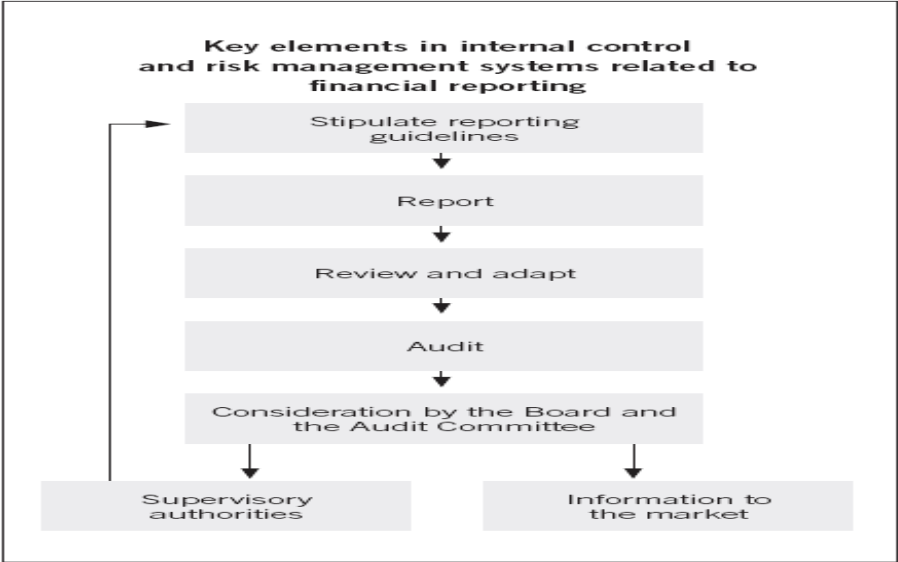 Key elements in internal control
and risk management systems related to
financial reporting
Stipulate reporting
guidelines
Report
Review and adapt
Audit
Consideration by the Board and
the Audit Committee
Supervisory
authorities
Information to
the market